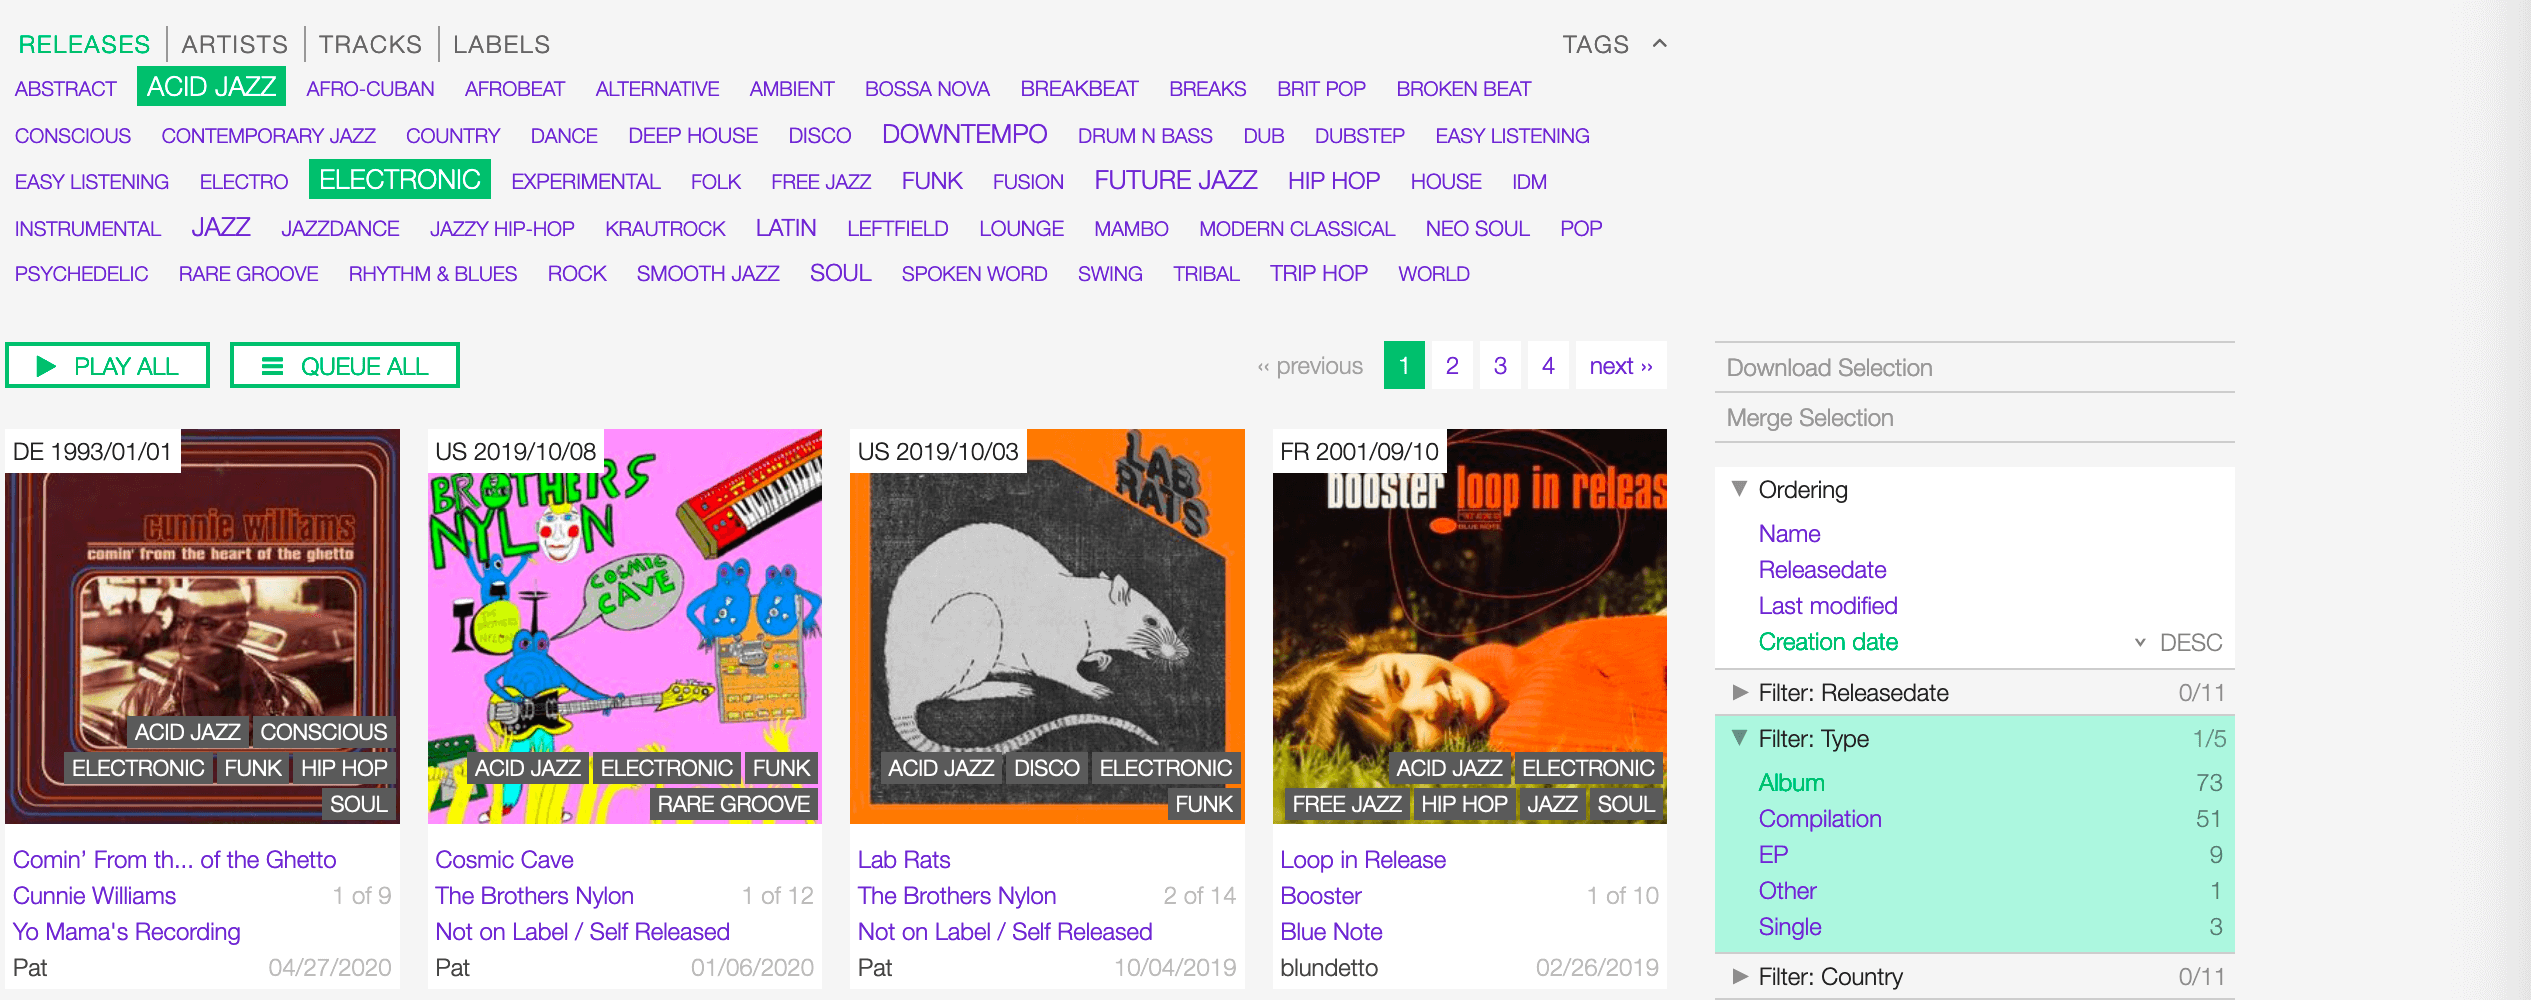 RELEASES ARTISTS TRACKS LABELS TAGS
ABSTRACT ACID JAZZ AFRO-CUBAN AFROBEAT ALTERNATIVE AMBIENT BOSSA NOVA BREAKBEAT BREAKS BRIT POP BROKEN BEAT
CONSCIOUS CONTEMPORARY JAZZ COUNTRY DANCE DEEP HOUSE DISCO DOWNTEMPO DRUM N BASS DUB DUBSTEP EASY LISTENING
EASY LISTENING ELECTRO ELECTRONIC EXPERIMENTAL FOLK FREE JAZZ FUNK FUSION FUTURE JAZZ HIP HOP HOUSE IDM
INSTRUMENTAL JAZZ JAZZDANCE JAZZY HIP-HOP KRAUTROCK LATIN LEFTFIELD LOUNGE MAMBO MODERN CLASSICAL NEO SOUL POP
PSYCHEDELIC RARE GROOVE RHYTHM & BLUES ROCK SMOOTH JAZZ SOUL SPOKEN WORD SWING TRIBAL TRIP HOP WORLD
PLAY ALL QUEUE ALL
‹‹ previous 1 2 3 4 next ››
DE 1993/01/01
cunnie williams
comin' from the heart of the ghetto
ACID JAZZ CONSCIOUS
ELECTRONIC FUNK HIP HOP
SOUL
Comin’ From th... of the Ghetto
Cunnie Williams 1 of 9
Yo Mama's Recording
Pat 04/27/2020
US 2019/10/08
BROTHERS
NYLON
COSMIC
CAVE
THE
BROTHERS
NYLON
ACID JAZZ ELECTRONIC FUNK
RARE GROOVE
Cosmic Cave
The Brothers Nylon 1 of 12
Not on Label / Self Released
Pat 01/06/2020
US 2019/10/03
LAB
RATS
ACID JAZZ DISCO ELECTRONIC
FUNK
Lab Rats
The Brothers Nylon 2 of 14
Not on Label / Self Released
Pat 10/04/2019
FR 2001/09/10
booster loop in releas
BLUE NOTE
ACID JAZZ ELECTRONIC
FREE JAZZ HIP HOP JAZZ SOUL
Loop in Release
Booster 1 of 10
Blue Note
blundetto 02/26/2019
Download Selection
Merge Selection
Ordering
Name
Releasedate
Last modified
Creation date DESC
Filter: Releasedate 0/11
Filter: Type 1/5
Album 73
Compilation 51
EP 9
Other 1
Single 3
Filter: Country 0/11